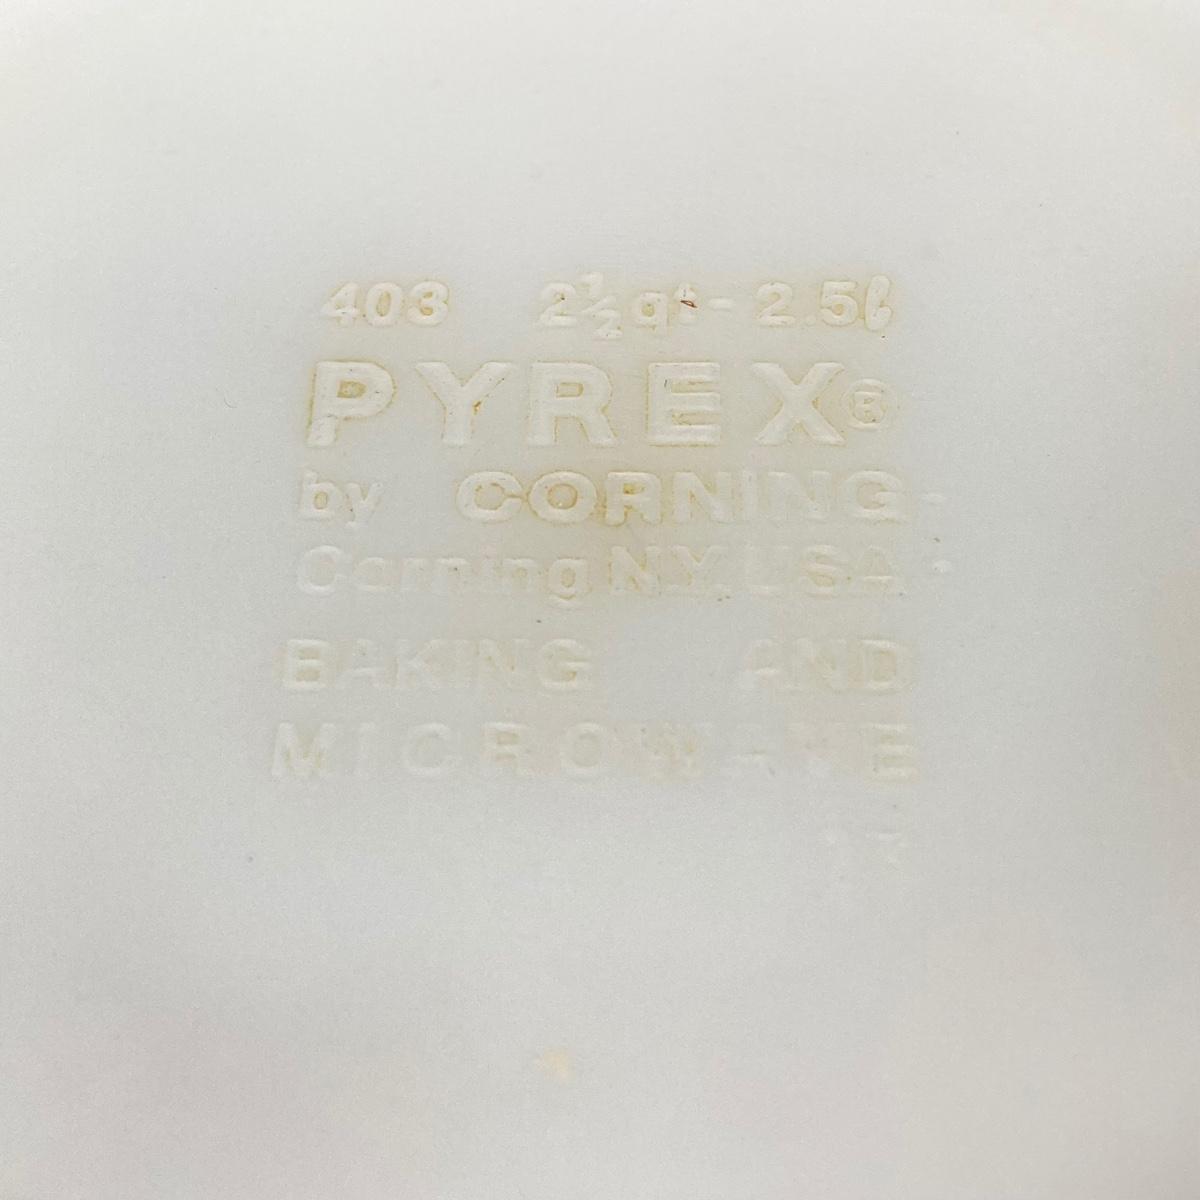 403 2½qt-2.5ℓ
PYREX®
by CORNING-
Corning N.Y. USA-
BAKING AND
MICROWAVE